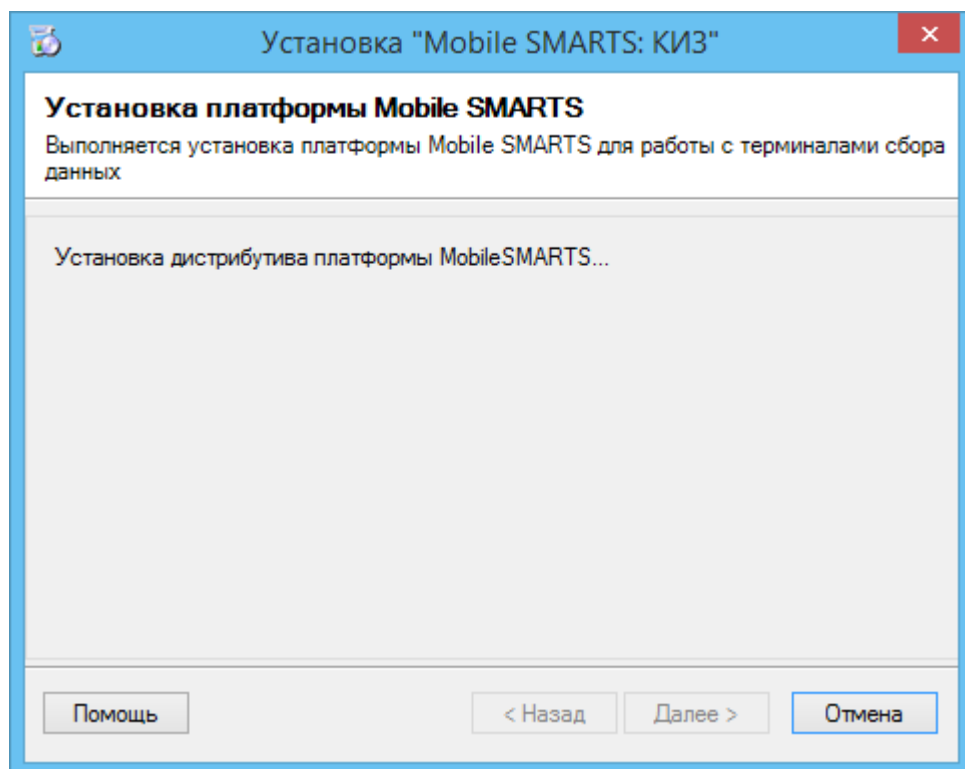 Установка "Mobile SMARTS: КИЗ"
Установка платформы Mobile SMARTS
Выполняется установка платформы Mobile SMARTS для работы с терминалами сбора
данных
Установка дистрибутива платформы MobileSMARTS...
Помощь < Назад Далее > Отмена